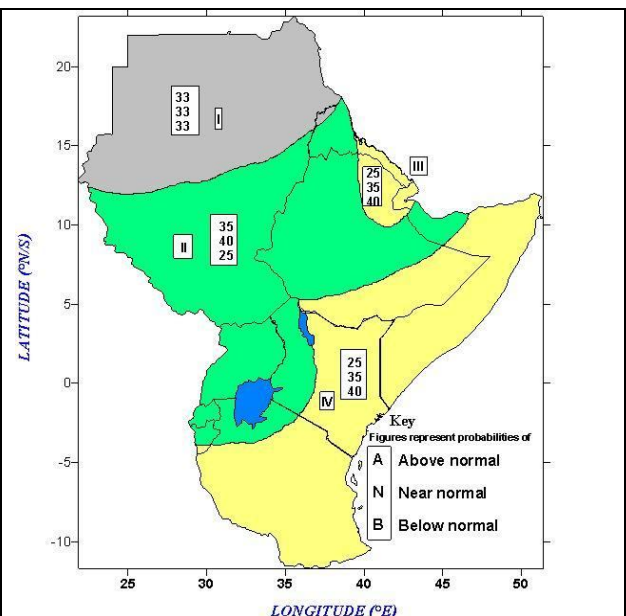 20
15
10
5
0
-5
-10
LATITUDE (ºN/S)
33
33
33
I
III
25
35
40
II
35
40
25
IV
25
35
40
Key
Figures represent probabilities of
A Above normal
N Near normal
B Below normal
25 30 35 40 45 50
LONGITUDE (ºE)